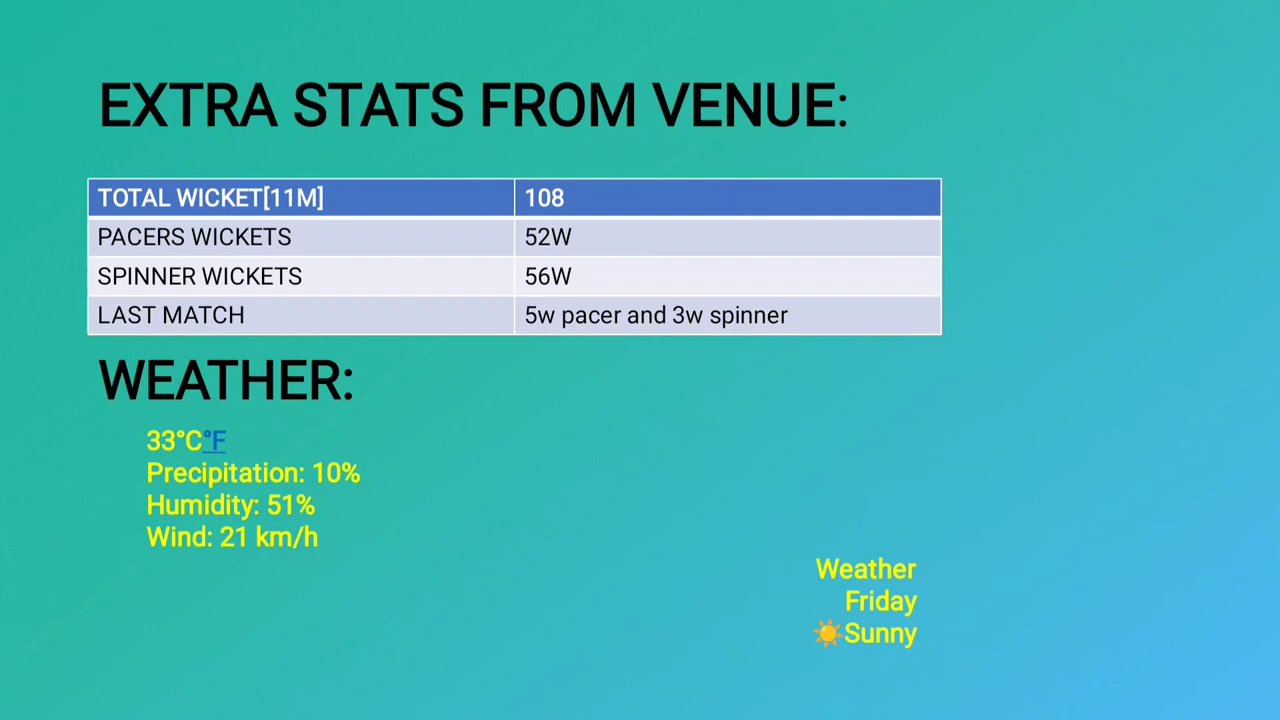 EXTRA STATS FROM VENUE:
TOTAL WICKET[11M] 108
PACERS WICKETS 52W
SPINNER WICKETS 56W
LAST MATCH 5w pacer and 3w spinner
WEATHER:
33°C°F
Precipitation: 10%
Humidity: 51%
Wind: 21 km/h
Weather
Friday
☀️Sunny